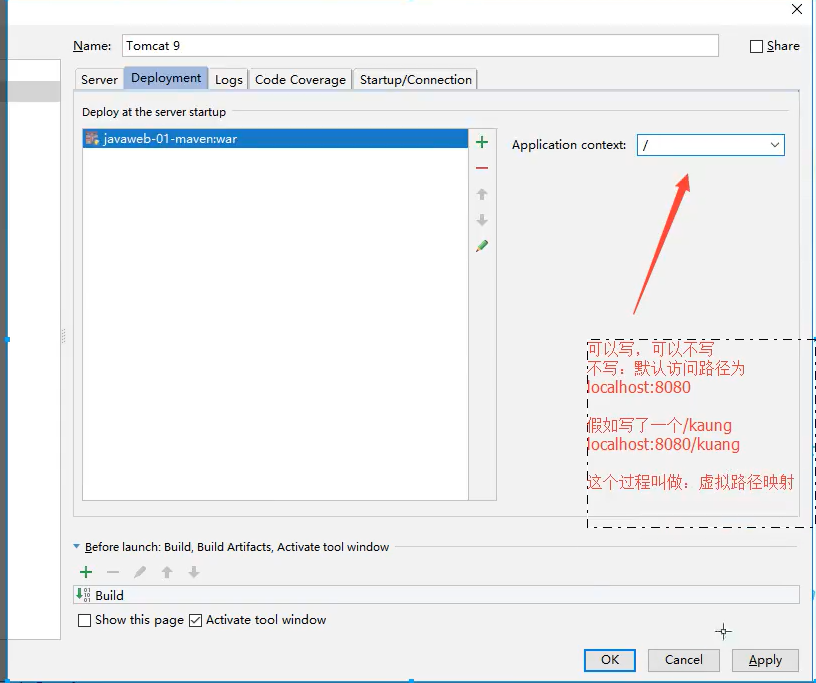 Name:
Tomcat 9
Share
Server
Deployment
Logs
Code Coverage
Startup/Connection
Deploy at the server startup
javaweb-01-maven:war
Application context:
/
可以写，可以不写
不写：默认访问路径为
localhost:8080
假如写了一个/kaung
localhost:8080/kuang
这个过程叫做：虚拟路径映射
Before launch: Build, Build Artifacts, Activate tool window
Build
Show this page
Activate tool window
OK
Cancel
Apply